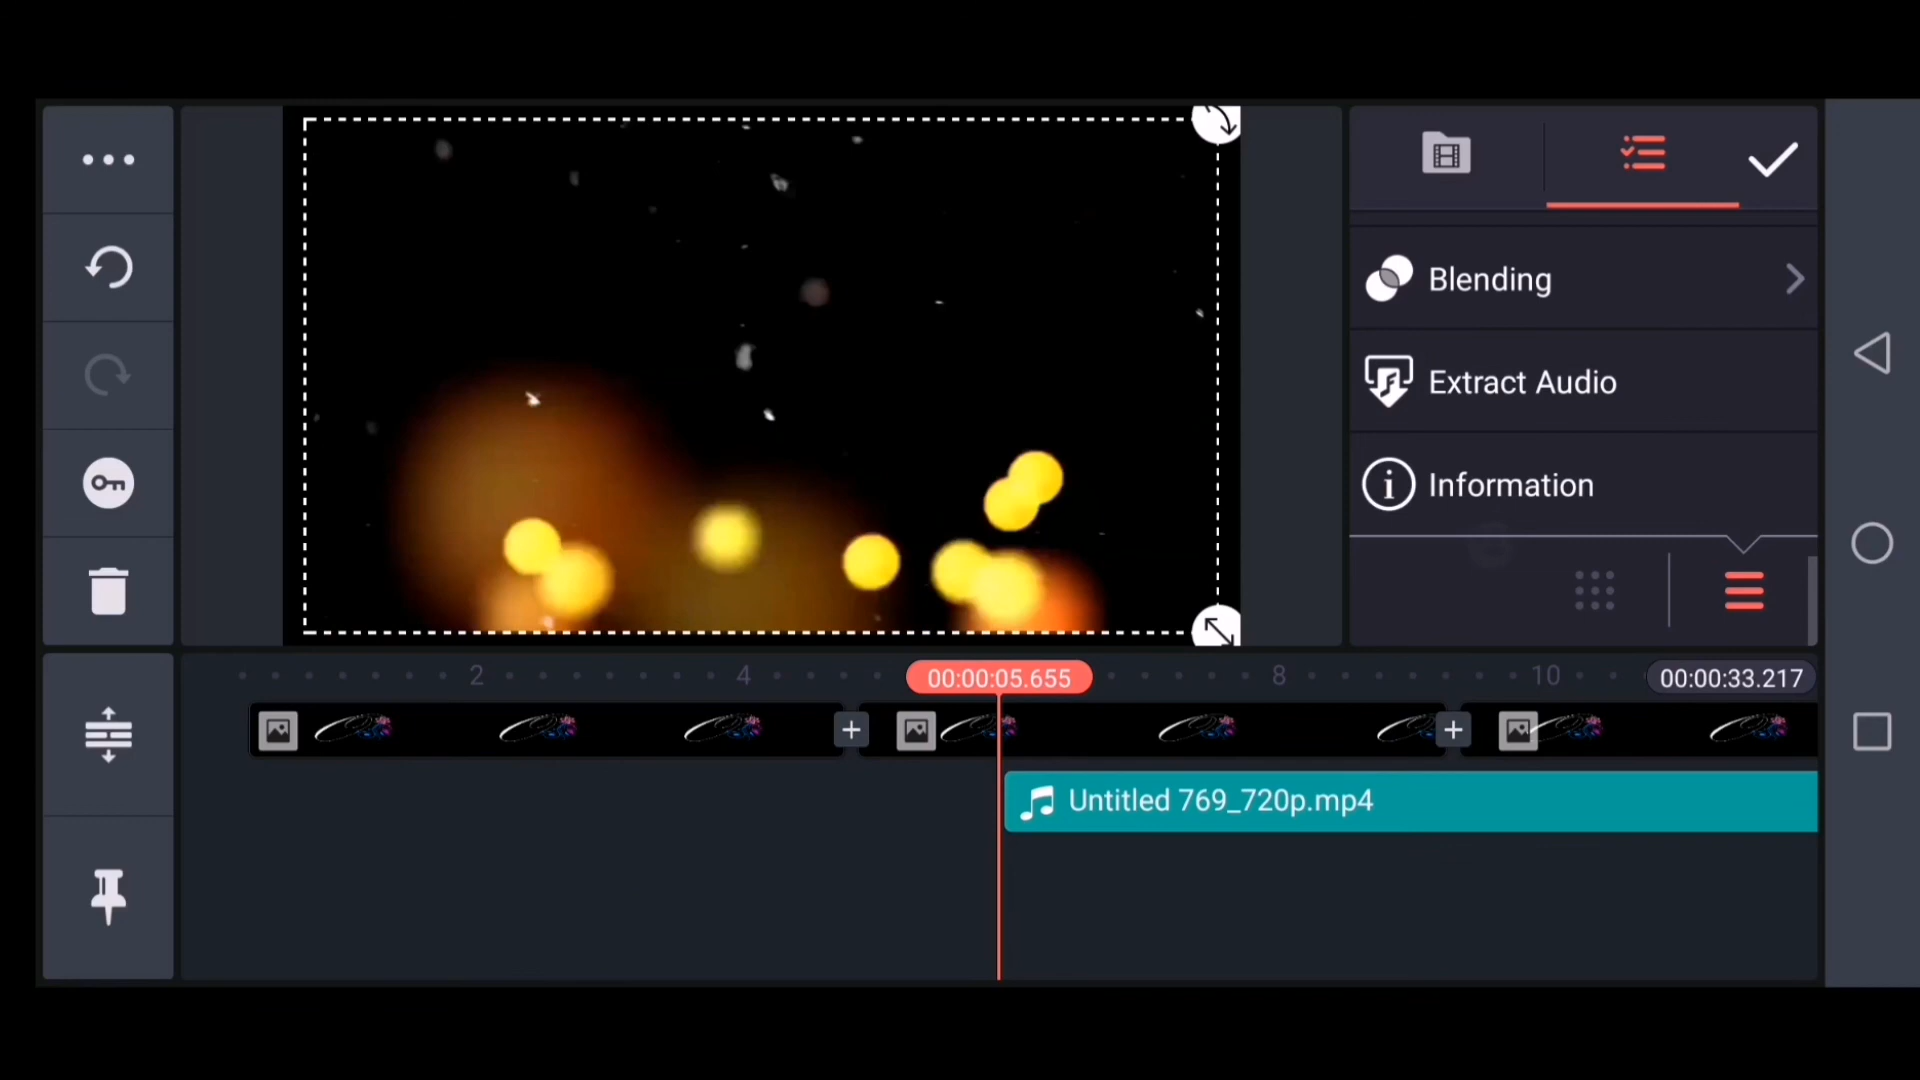 Blending
Extract Audio
Information
2
4
00:00:05.655
8
10
00:00:33.217
Untitled 769_720p.mp4